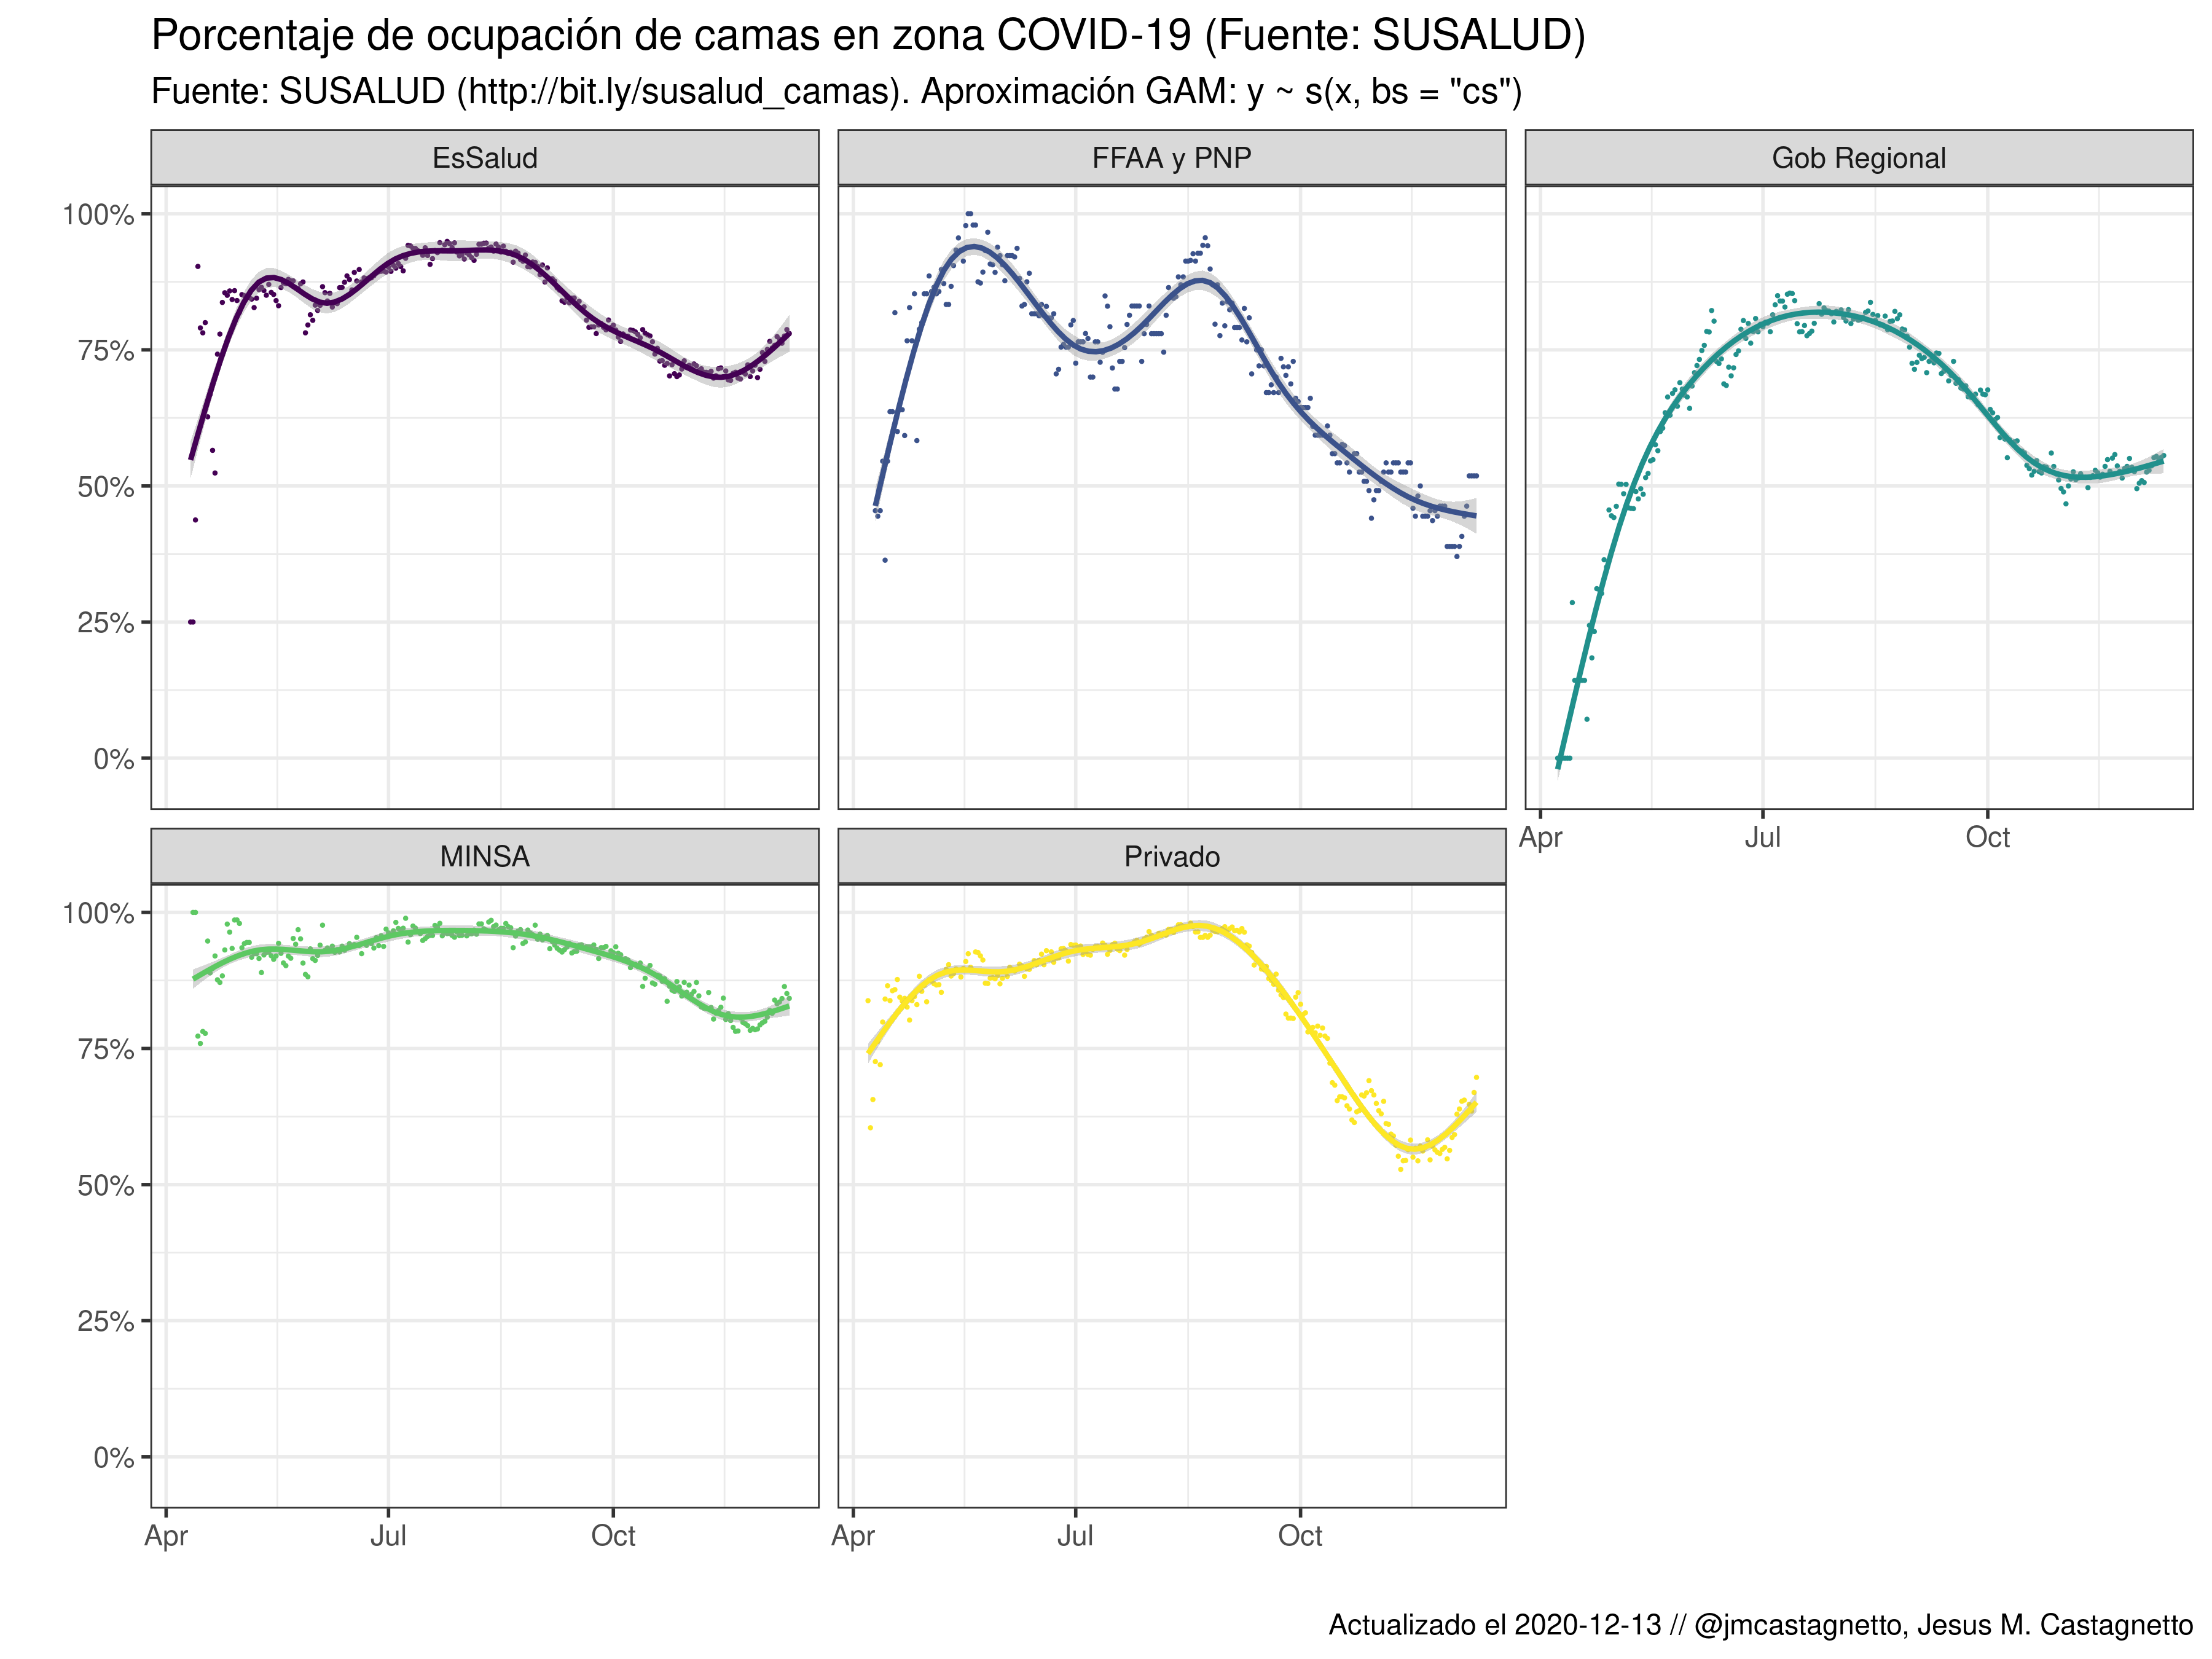 Porcentaje de ocupación de camas en zona COVID-19 (Fuente: SUSALUD)
Fuente: SUSALUD (http://bit.ly/susalud_camas). Aproximación GAM: y ~ s(x, bs = "cs")
EsSalud
FFAA y PNP
Gob Regional
100%
75%
50%
25%
0%
Apr
Jul
Oct
MINSA
Privado
100%
75%
50%
25%
0%
Apr
Jul
Oct
Apr
Jul
Oct
Actualizado el 2020-12-13 // @jmcastagnetto, Jesus M. Castagnetto